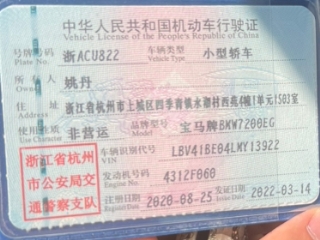 中华人民共和国机动车行驶证
Vehicle License of the People's Republic of China
号牌号码 浙ACU822 车辆类型 小型轿车
Plate No. Vehicle Type
所有人 姚丹
Owner
住址 浙江省杭州市上城区四季青镇水湘村西苑4幢1单元1503室
使用性质 非营运 品牌型号 宝马牌BKW7200EG
Use Character Model
浙江省杭州 车辆识别代号 LBV41BE04LMY13922
VIN
市公安局交 发动机号码 4312F060
Engine No.
通警察支队 注册日期 2020-08-25 发证日期 2022-03-14
Issue Date